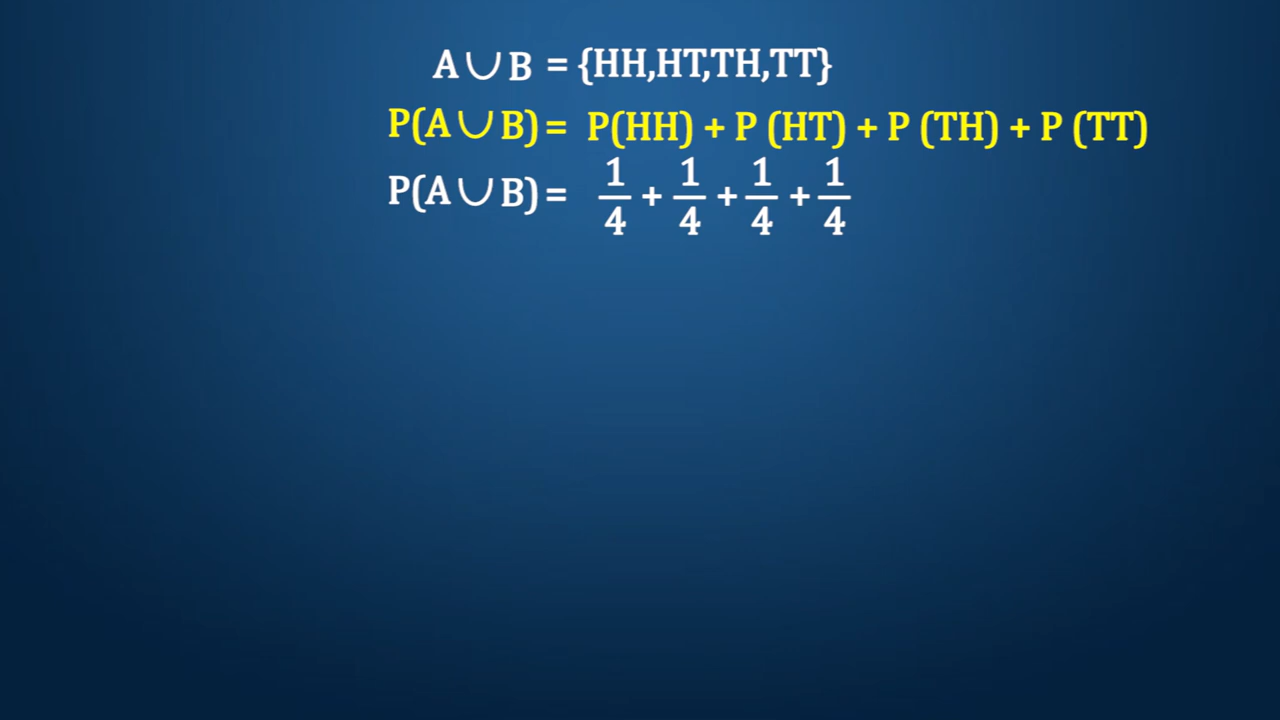 A ∪ B = {HH,HT,TH,TT}
P(A ∪ B) = P(HH) + P (HT) + P (TH) + P (TT)
P(A ∪ B) = 1/4 + 1/4 + 1/4 + 1/4